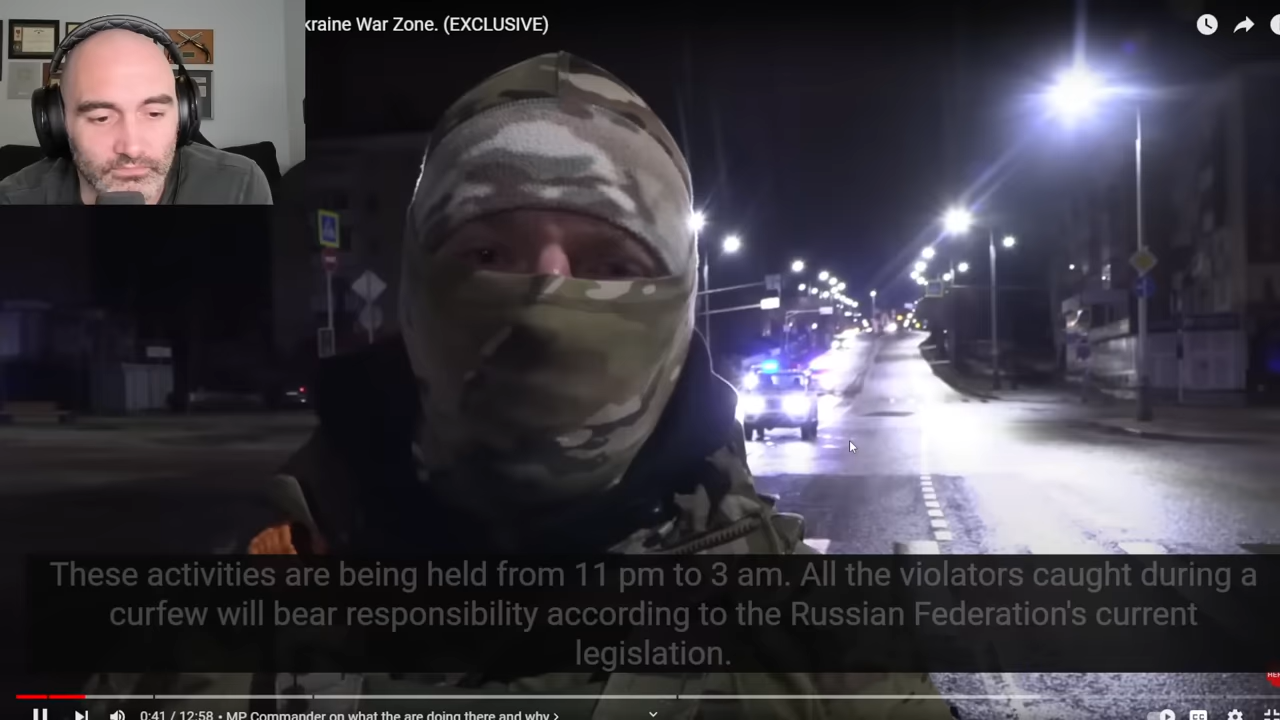 kraine War Zone. (EXCLUSIVE)
These activities are being held from 11 pm to 3 am. All the violators caught during a
curfew will bear responsibility according to the Russian Federation's current
legislation.
0:41 / 12:58 • MP Commander on what the are doing there and why >